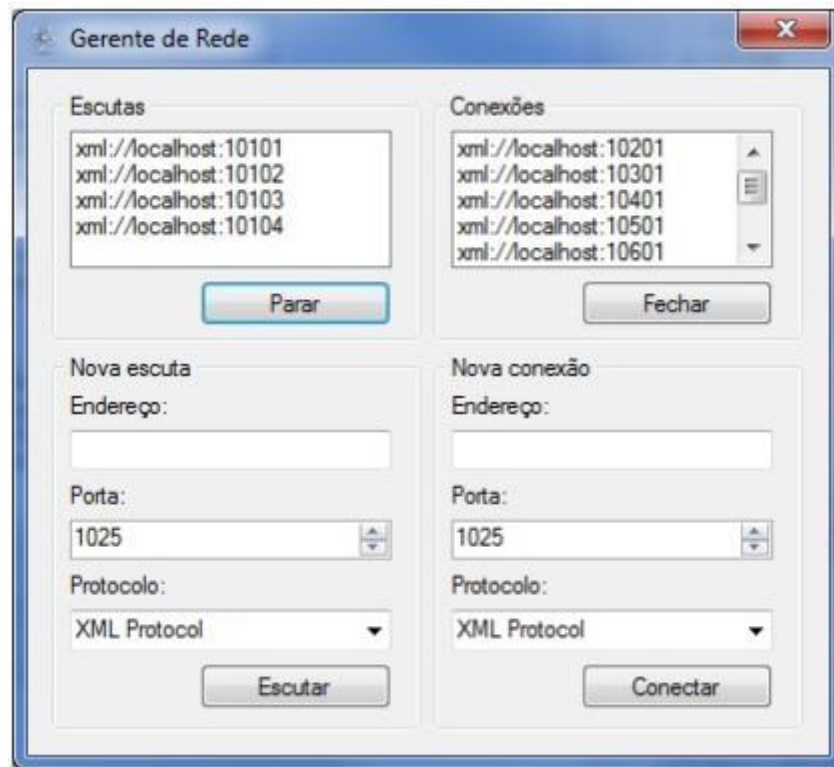 Gerente de Rede
Escutas
xml://localhost:10101
xml://localhost:10102
xml://localhost:10103
xml://localhost:10104
Parar
Conexões
xml://localhost:10201
xml://localhost:10301
xml://localhost:10401
xml://localhost:10501
xml://localhost:10601
Fechar
Nova escuta
Endereço:
Porta:
1025
Protocolo:
XML Protocol
Escutar
Nova conexão
Endereço:
Porta:
1025
Protocolo:
XML Protocol
Conectar